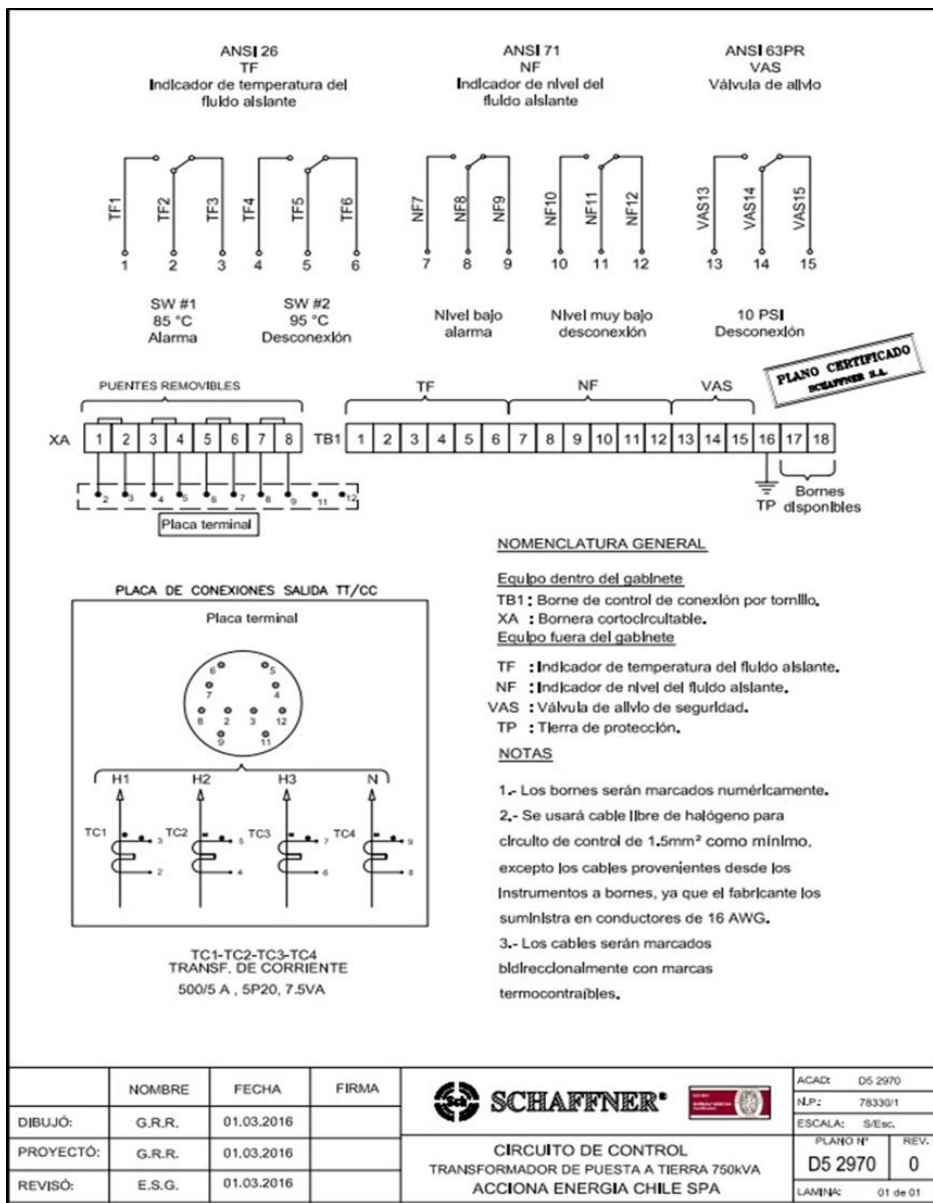 ANSI 26
TF
Indicador de temperatura del
fluido aislante
ANSI 71
NF
Indicador de nivel del
fluido aislante
ANSI 63PR
VAS
Válvula de alivio
TF1
TF2
TF3
TF4
TF5
TF6
NF7
NF8
NF9
NF10
NF11
NF12
VAS13
VAS14
VAS15
1 2 3 4 5 6 7 8 9 10 11 12 13 14 15
SW #1
85 °C
Alarma
SW #2
95 °C
Desconexión
Nivel bajo
alarma
Nivel muy bajo
desconexión
10 PSI
Desconexión
PLANO CERTIFICADO
SCHAFFNER S.A.
PUENTES REMOVIBLES
XA 1 2 3 4 5 6 7 8
2 3 4 5 6 7 8 9 11 12
Placa terminal
TF NF VAS
TB1 1 2 3 4 5 6 7 8 9 10 11 12 13 14 15 16 17 18
TP
Bornes
disponibles
PLACA DE CONEXIONES SALIDA TT/CC
Placa terminal
6 5
7 4
8 2 3 12
9 11
H1 H2 H3 N
TC1 3 2
TC2 5 4
TC3 7 6
TC4 9 8
TC1-TC2-TC3-TC4
TRANSF. DE CORRIENTE
500/5 A , 5P20, 7.5VA
NOMENCLATURA GENERAL
Equipo dentro del gabinete
TB1 : Borne de control de conexión por tornillo.
XA : Bornera cortocircuitable.
Equipo fuera del gabinete
TF : Indicador de temperatura del fluido aislante.
NF : Indicador de nivel del fluido aislante.
VAS : Válvula de alivio de seguridad.
TP : Tierra de protección.
NOTAS
1.- Los bornes serán marcados numéricamente.
2.- Se usará cable libre de halógeno para
circuito de control de 1.5mm² como mínimo,
excepto los cables provenientes desde los
instrumentos a bornes, ya que el fabricante los
suministra en conductores de 16 AWG.
3.- Los cables serán marcados
bidireccionalmente con marcas
termocontraíbles.
NOMBRE FECHA FIRMA
DIBUJÓ: G.R.R. 01.03.2016
PROYECTÓ: G.R.R. 01.03.2016
REVISÓ: E.S.G. 01.03.2016
Sch SCHAFFNER®
CIRCUITO DE CONTROL
TRANSFORMADOR DE PUESTA A TIERRA 750kVA
ACCIONA ENERGIA CHILE SPA
ACAD: D5 2970
N.P.: 78330/1
ESCALA: S/Esc.
PLANO Nº
D5 2970
REV.
0
LAMINA: 01 de 01